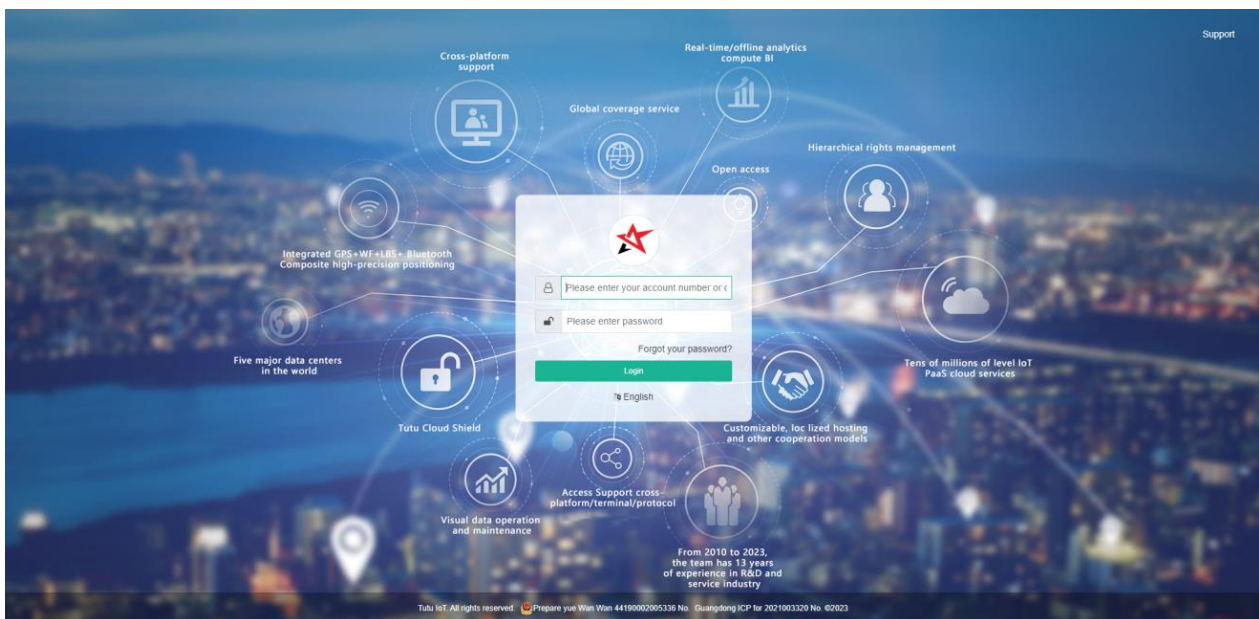 Support
Cross-platform
support
Real-time/offline analytics
compute BI
Global coverage service
Hierarchical rights management
Open access
Integrated GPS+WF+LBS+ Bluetooth
Composite high-precision positioning
Please enter your account number or c
Please enter password
Forgot your password?
Login
English
Five major data centers
in the world
Tens of millions of level IoT
PaaS cloud services
Tutu Cloud Shield
Customizable, loc lized hosting
and other cooperation models
Access Support cross-
platform/terminal/protocol
Visual data operation
and maintenance
From 2010 to 2023,
the team has 13 years
of experience in R&D and
service industry
Tutu IoT. All rights reserved. Prepare yue Wan Wan 44190002005336 No. Guangdong ICP for 2021003320 No. ©2023